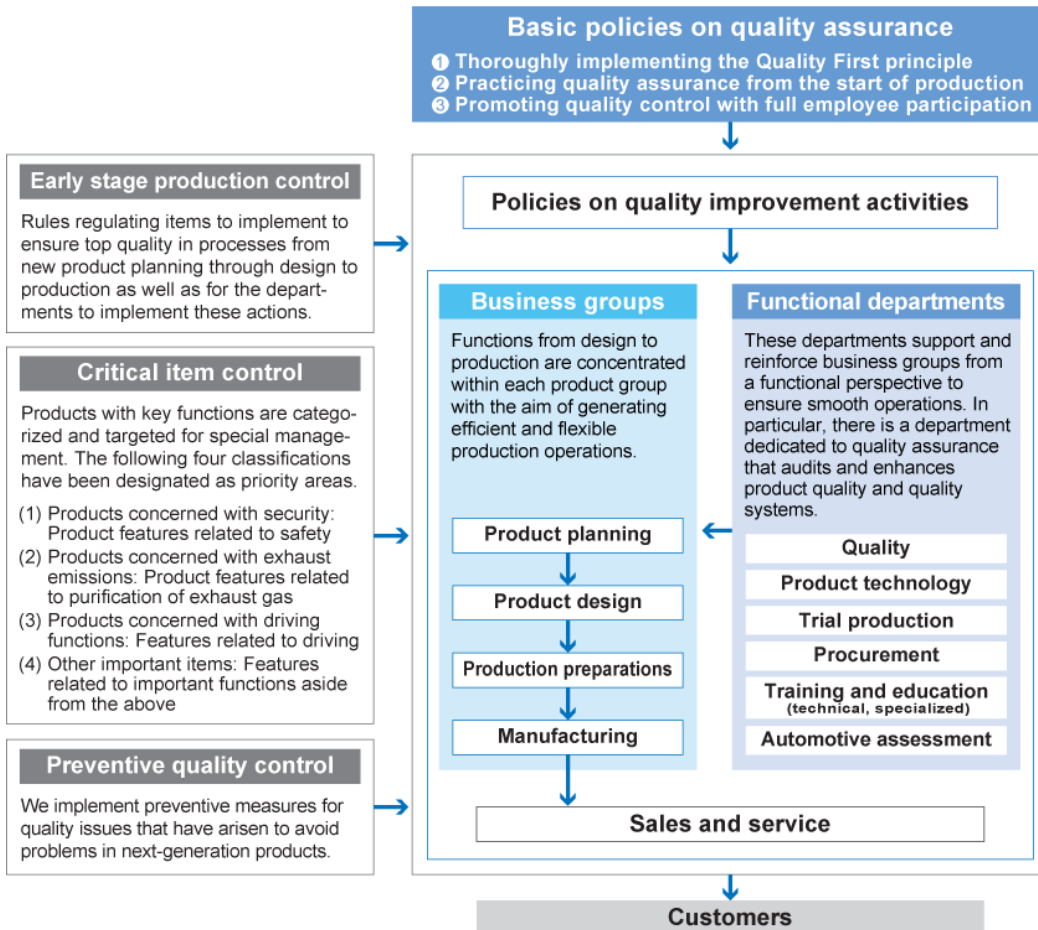 Basic policies on quality assurance
❶ Thoroughly implementing the Quality First principle
❷ Practicing quality assurance from the start of production
❸ Promoting quality control with full employee participation
Early stage production control
Rules regulating items to implement to
ensure top quality in processes from
new product planning through design to
production as well as for the depart-
ments to implement these actions.
Critical item control
Products with key functions are catego-
rized and targeted for special manage-
ment. The following four classifications
have been designated as priority areas.
(1) Products concerned with security:
Product features related to safety
(2) Products concerned with exhaust
emissions: Product features related
to purification of exhaust gas
(3) Products concerned with driving
functions: Features related to driving
(4) Other important items: Features
related to important functions aside
from the above
Preventive quality control
We implement preventive measures for
quality issues that have arisen to avoid
problems in next-generation products.
Policies on quality improvement activities
Business groups
Functions from design to
production are concentrated
within each product group
with the aim of generating
efficient and flexible
production operations.
Product planning
Product design
Production preparations
Manufacturing
Functional departments
These departments support and
reinforce business groups from
a functional perspective to
ensure smooth operations. In
particular, there is a department
dedicated to quality assurance
that audits and enhances
product quality and quality
systems.
Quality
Product technology
Trial production
Procurement
Training and education
(technical, specialized)
Automotive assessment
Sales and service
Customers